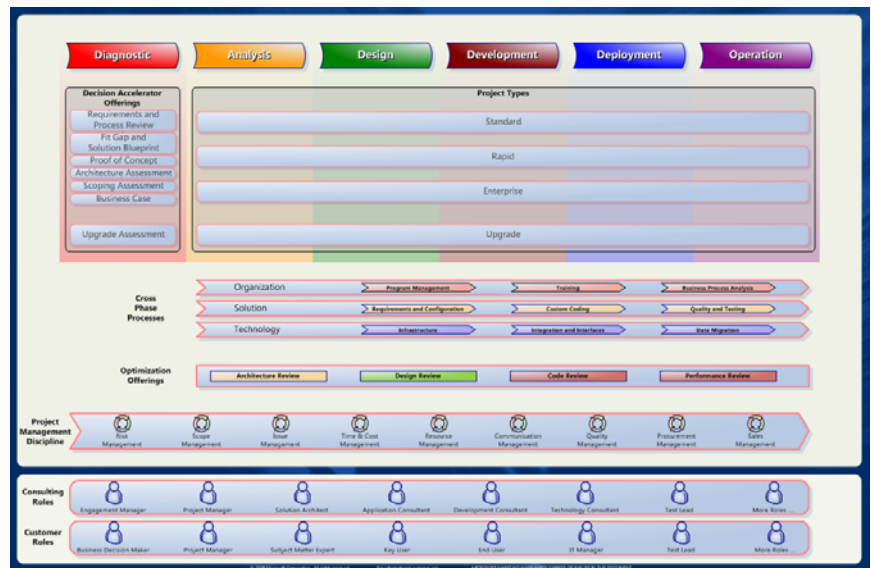 Diagnostic
Analysis
Design
Development
Deployment
Operation
Decision Accelerator
Offerings
Requirements and
Process Review
Fit Gap and
Solution Blueprint
Proof of Concept
Architecture Assessment
Scoping Assessment
Business Case
Upgrade Assessment
Project Types
Standard
Rapid
Enterprise
Upgrade
Cross
Phase
Processes
Organization
Program Management
Training
Business Process Analysis
Solution
Requirements and Configuration
Custom Coding
Quality and Testing
Technology
Infrastructure
Integration and Interfaces
Data Migration
Optimization
Offerings
Architecture Review
Design Review
Code Review
Performance Review
Project
Management
Discipline
Risk
Management
Scope
Management
Issue
Management
Time & Cost
Management
Resource
Management
Communication
Management
Quality
Management
Procurement
Management
Sales
Management
Consulting
Roles
Engagement Manager
Project Manager
Solution Architect
Application Consultant
Development Consultant
Technology Consultant
Test Lead
More Roles ...
Customer
Roles
Business Decision Maker
Project Manager
Subject Matter Expert
Key User
End User
IT Manager
Test Lead
More Roles ...